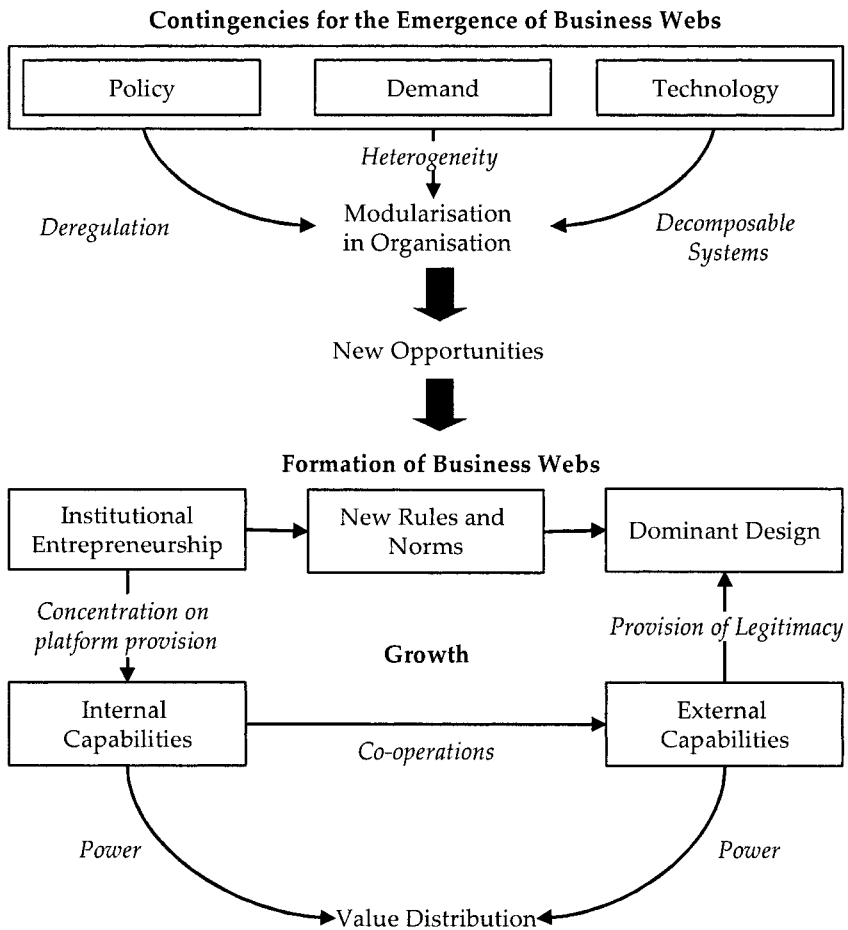 Contingencies for the Emergence of Business Webs
Policy
Demand
Technology
Heterogeneity
Deregulation
Modularisation
in Organisation
Decomposable
Systems
New Opportunities
Formation of Business Webs
Institutional
Entrepreneurship
New Rules and
Norms
Dominant Design
Concentration on
platform provision
Provision of Legitimacy
Growth
Internal
Capabilities
External
Capabilities
Co-operations
Power
Power
Value Distribution